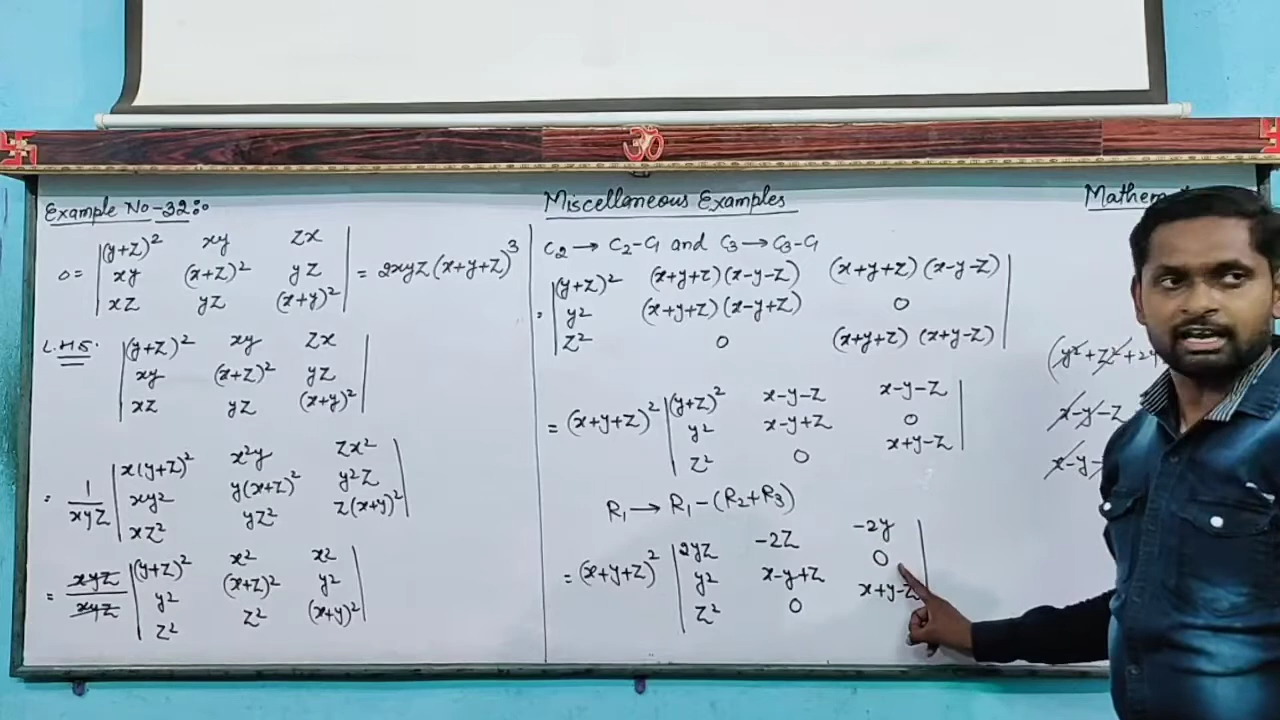 Example No-32:
Δ = | (y+z)² xy zx |
| xy (x+z)² yz | = 2xyz(x+y+z)³
| xz yz (x+y)² |
L.H.S. | (y+z)² xy zx |
| xy (x+z)² yz |
| xz yz (x+y)² |
= 1/xyz | x(y+z)² x²y zx² |
| xy² y(x+z)² y²z |
| xz² yz² z(x+y)² |
= xyz/xyz | (y+z)² x² x² |
| y² (x+z)² y² |
| z² z² (x+y)² |
Miscellaneous Examples
C₂ → C₂-C₁ and C₃ → C₃-C₁
= | (y+z)² (x+y+z)(x-y-z) (x+y+z)(x-y-z) |
| y² (x+y+z)(x-y+z) 0 |
| z² 0 (x+y+z)(x+y-z) |
= (x+y+z)² | (y+z)² x-y-z x-y-z |
| y² x-y+z 0 |
| z² 0 x+y-z |
R₁ → R₁-(R₂+R₃)
= (x+y+z)² | 2yz -2z -2y |
| y² x-y+z 0 |
| z² 0 x+y-z |
(y²+z²+2y
x-y-z
x-y-